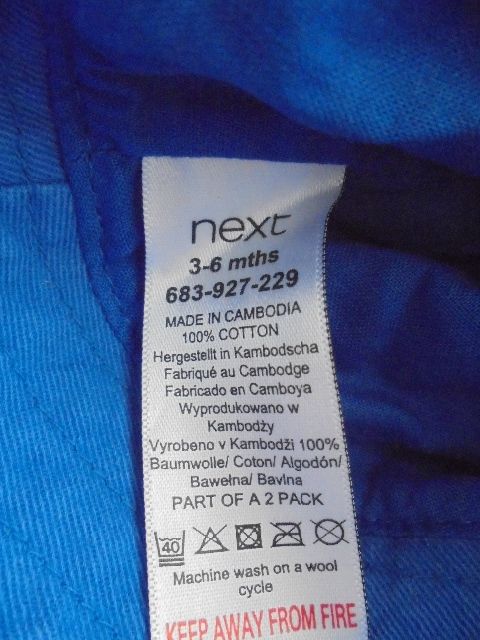 next
3-6 mths
683-927-229
MADE IN CAMBODIA
100% COTTON
Hergestellt in Kambodscha
Fabriqué au Cambodge
Fabricado en Camboya
Wyprodukowano w
Kambodży
Vyrobeno v Kambodži 100%
Baumwolle/ Coton/ Algodón/
Bawełna/ Bavlna
PART OF A 2 PACK
40
Machine wash on a wool
cycle
KEEP AWAY FROM FIRE